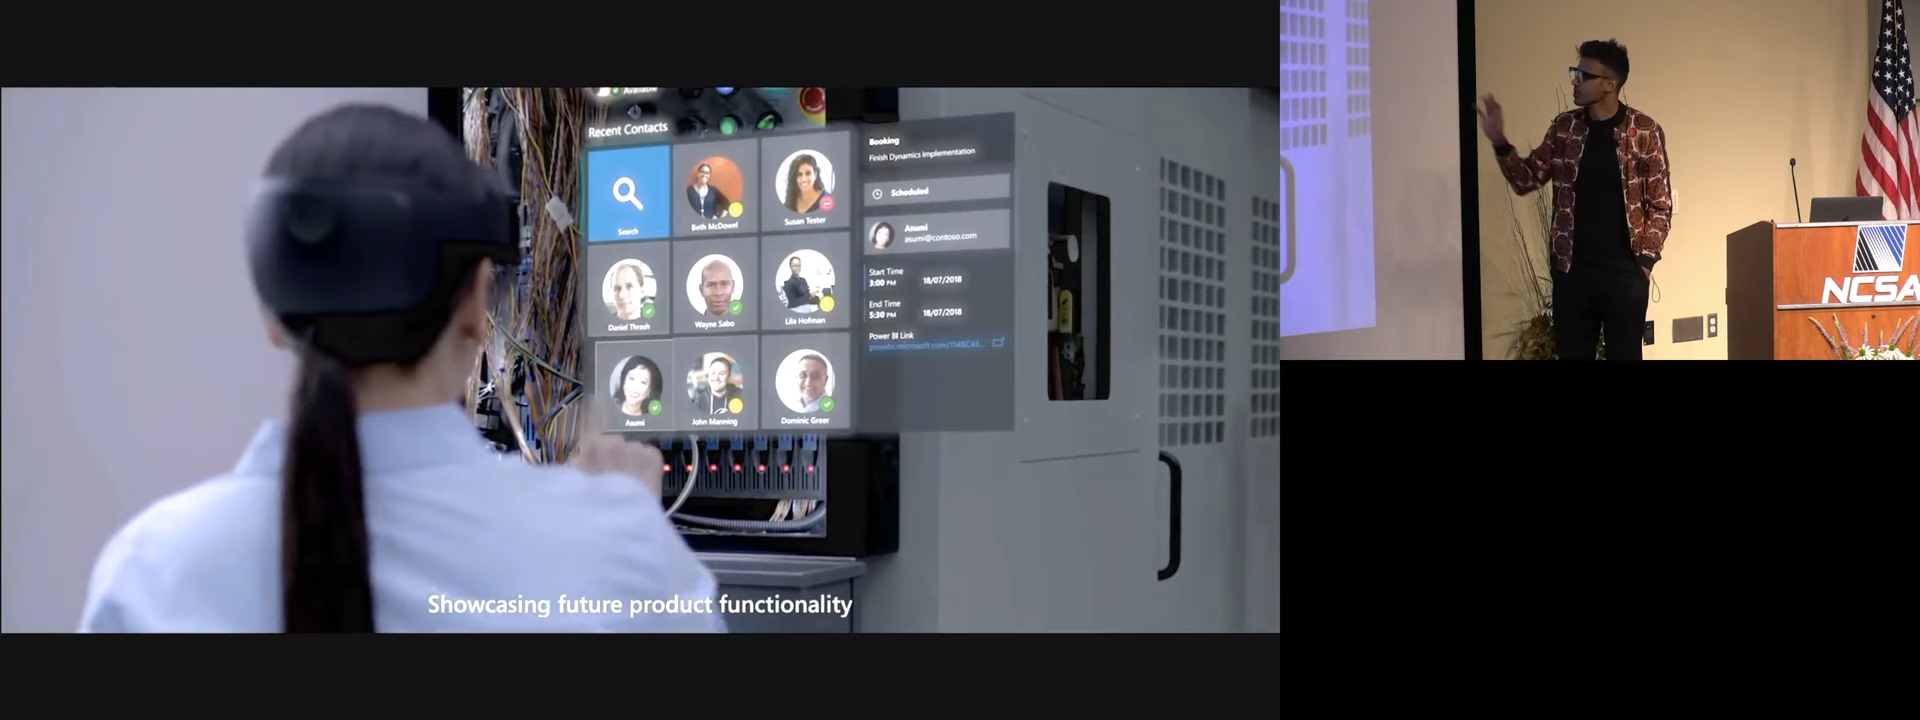 Available
Recent Contacts
Search
Beth McDowel
Susan Tester
Daniel Thrash
Wayne Sabo
Lila Hofman
Asumi
John Manning
Dominic Greer
Booking
Finish Dynamics Implementation
Scheduled
Asumi
asumi@contoso.com
Start Time
3:00 PM 18/07/2018
End Time
5:30 PM 18/07/2018
Power BI Link
Showcasing future product functionality
NCSA